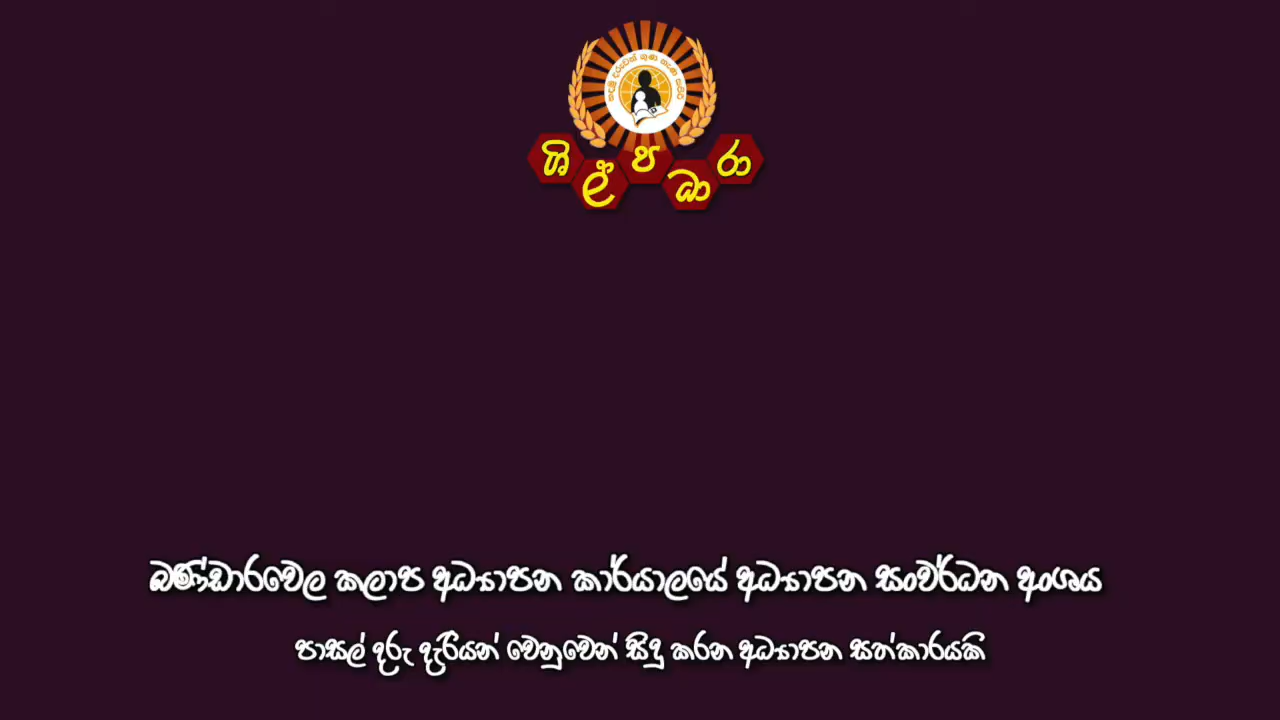 ශිල්ප ධාරා
බණ්ඩාරවෙල කලාප අධ්‍යාපන කාර්යාලයේ අධ්‍යාපන සංවර්ධන අංශය
පාසල් දරු දැරියන් වෙනුවෙන් සිදු කරන අධ්‍යාපන සත්කාරයකි